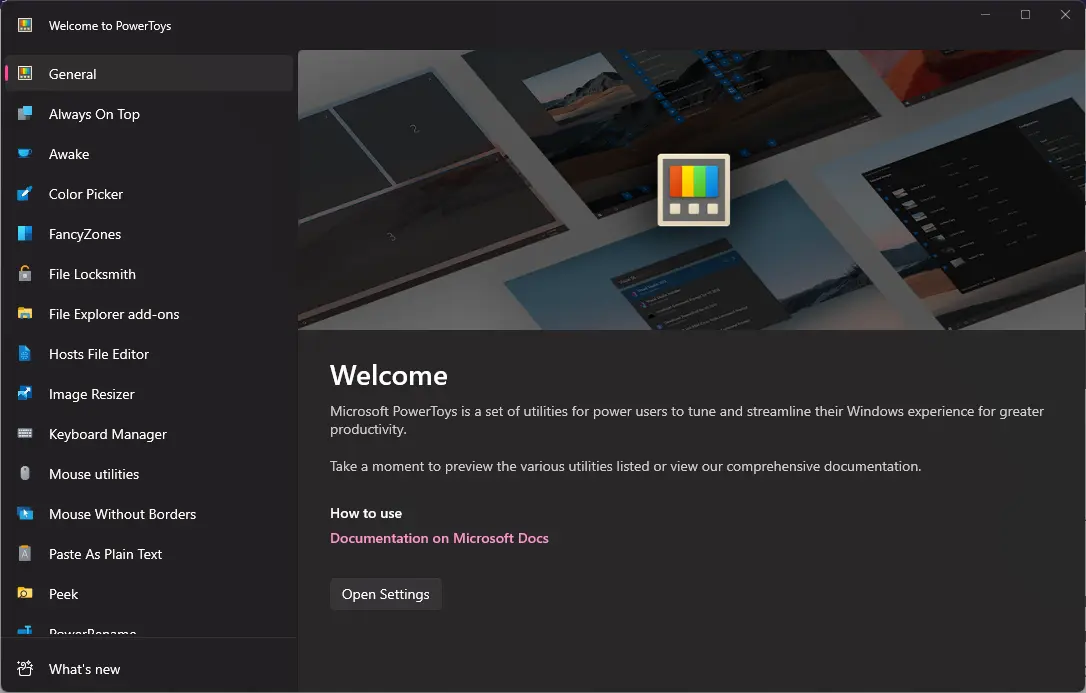 Welcome to PowerToys
General
Always On Top
Awake
Color Picker
FancyZones
File Locksmith
File Explorer add-ons
Hosts File Editor
Image Resizer
Keyboard Manager
Mouse utilities
Mouse Without Borders
Paste As Plain Text
Peek
PowerRename
What's new
2
3
Welcome
Microsoft PowerToys is a set of utilities for power users to tune and streamline their Windows experience for greater
productivity.
Take a moment to preview the various utilities listed or view our comprehensive documentation.
How to use
Documentation on Microsoft Docs
Open Settings